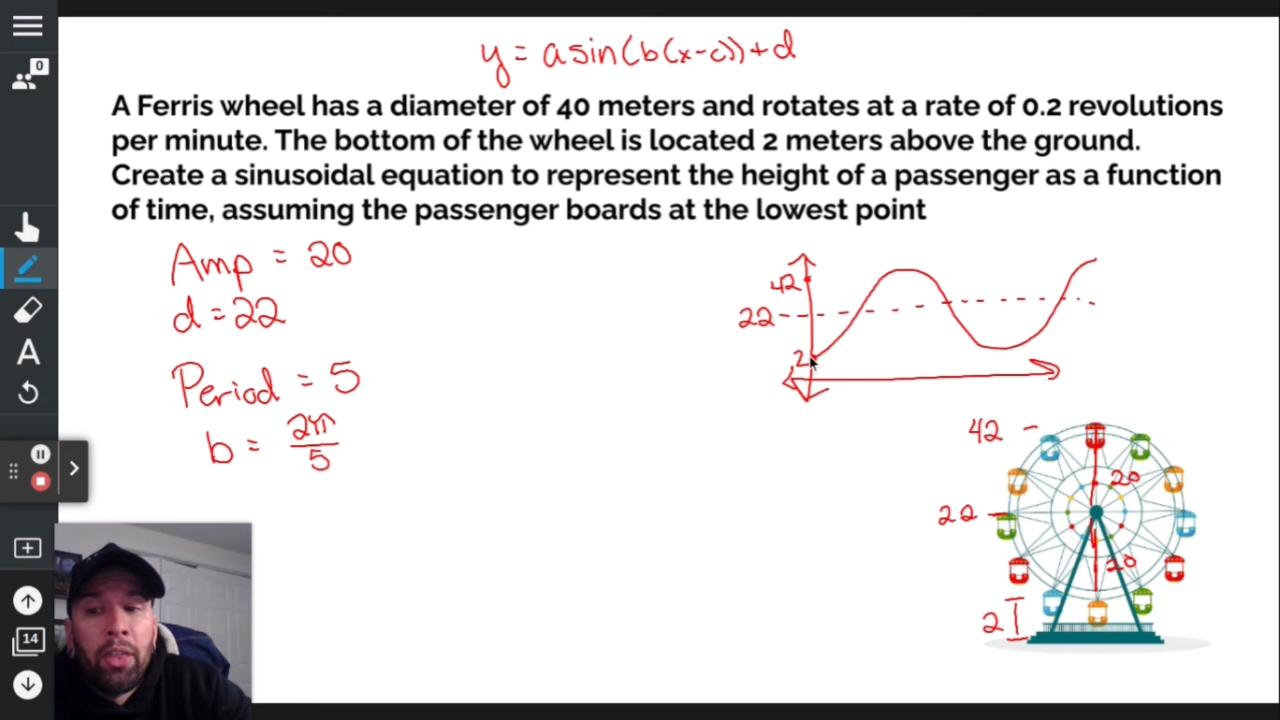 0
y = a sin(b(x-c))+d
A Ferris wheel has a diameter of 40 meters and rotates at a rate of 0.2 revolutions
per minute. The bottom of the wheel is located 2 meters above the ground.
Create a sinusoidal equation to represent the height of a passenger as a function
of time, assuming the passenger boards at the lowest point
Amp = 20
d = 22
Period = 5
b = 2π/5
42
22
2
42
20
22
20
2
A
14